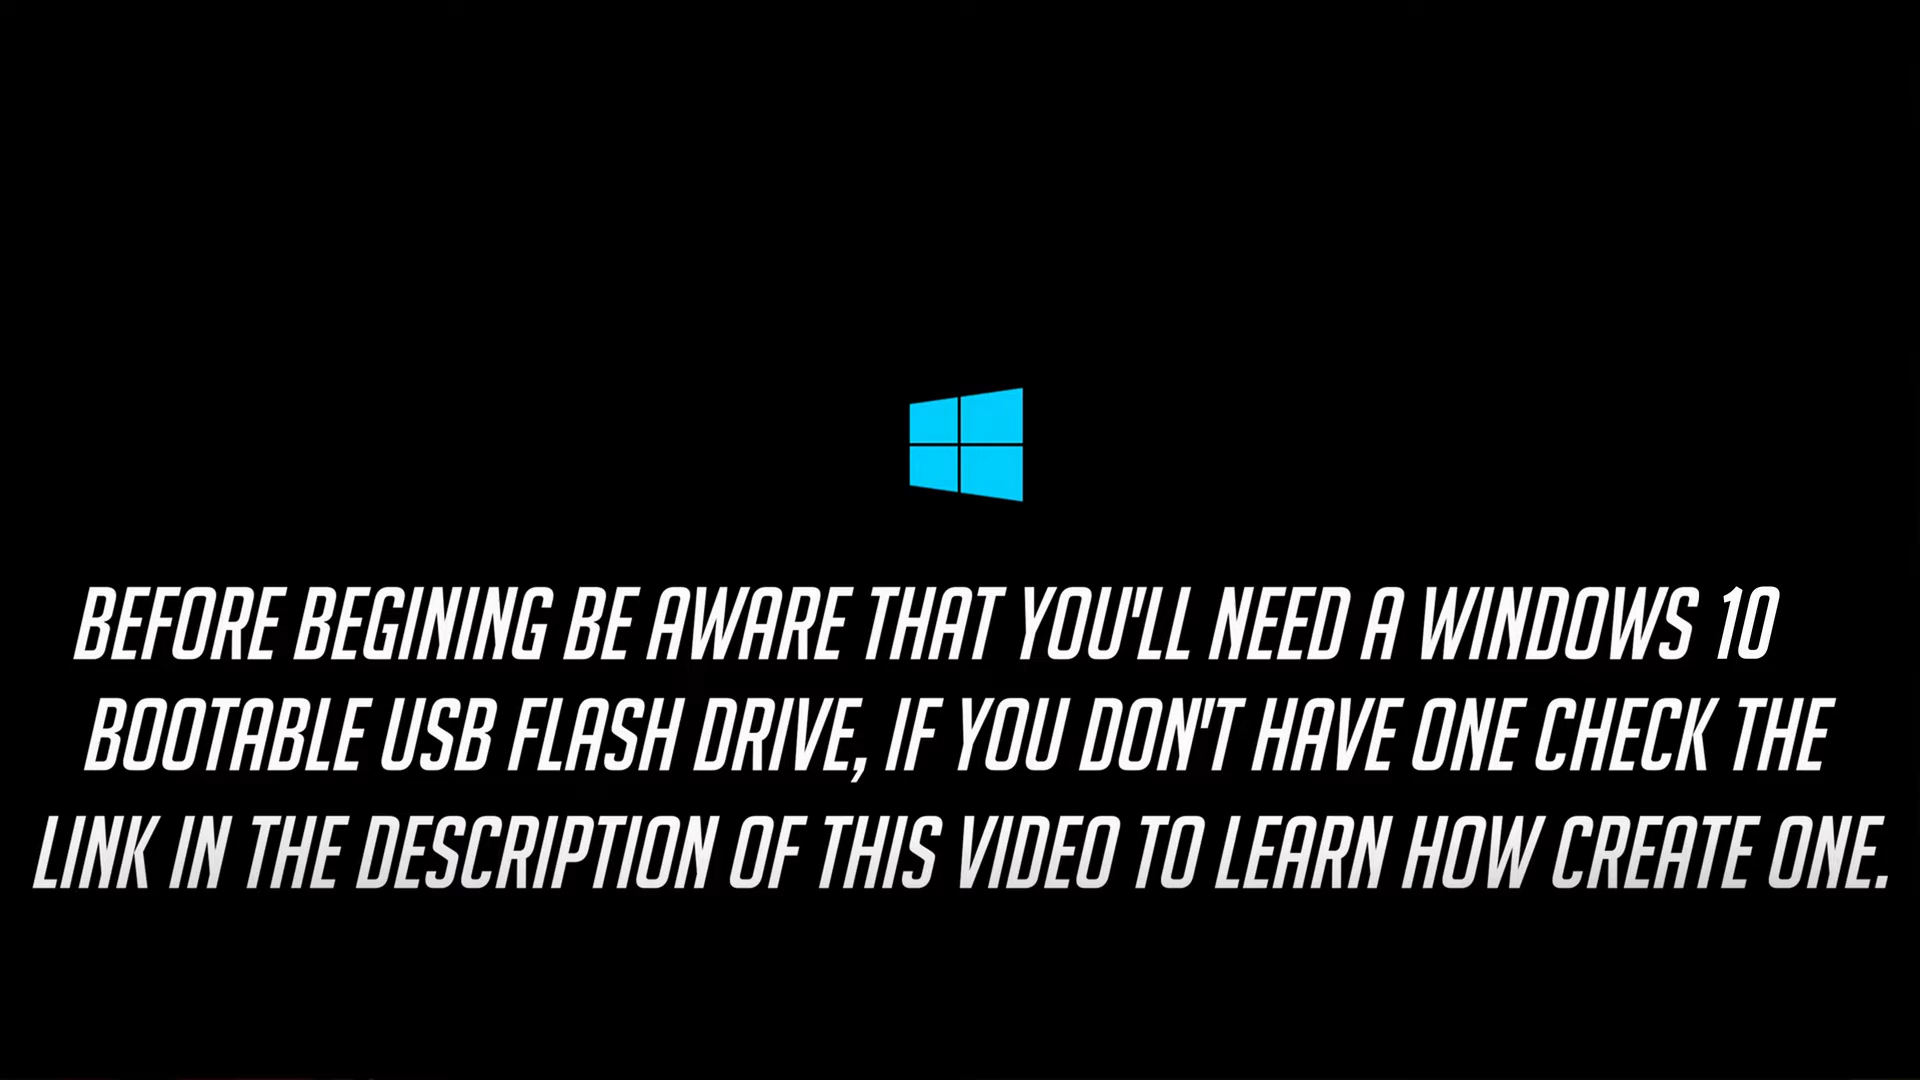 BEFORE BEGINING BE AWARE THAT YOU"LL NEED A WINDOWS 10
BOOTABLE USB FLASH DRIVE, IF YOU DON'T HAVE ONE CHECK THE
LINK IN THE DESCRIPTION OF THIS VIDEO TO LEARN HOW CREATE ONE.